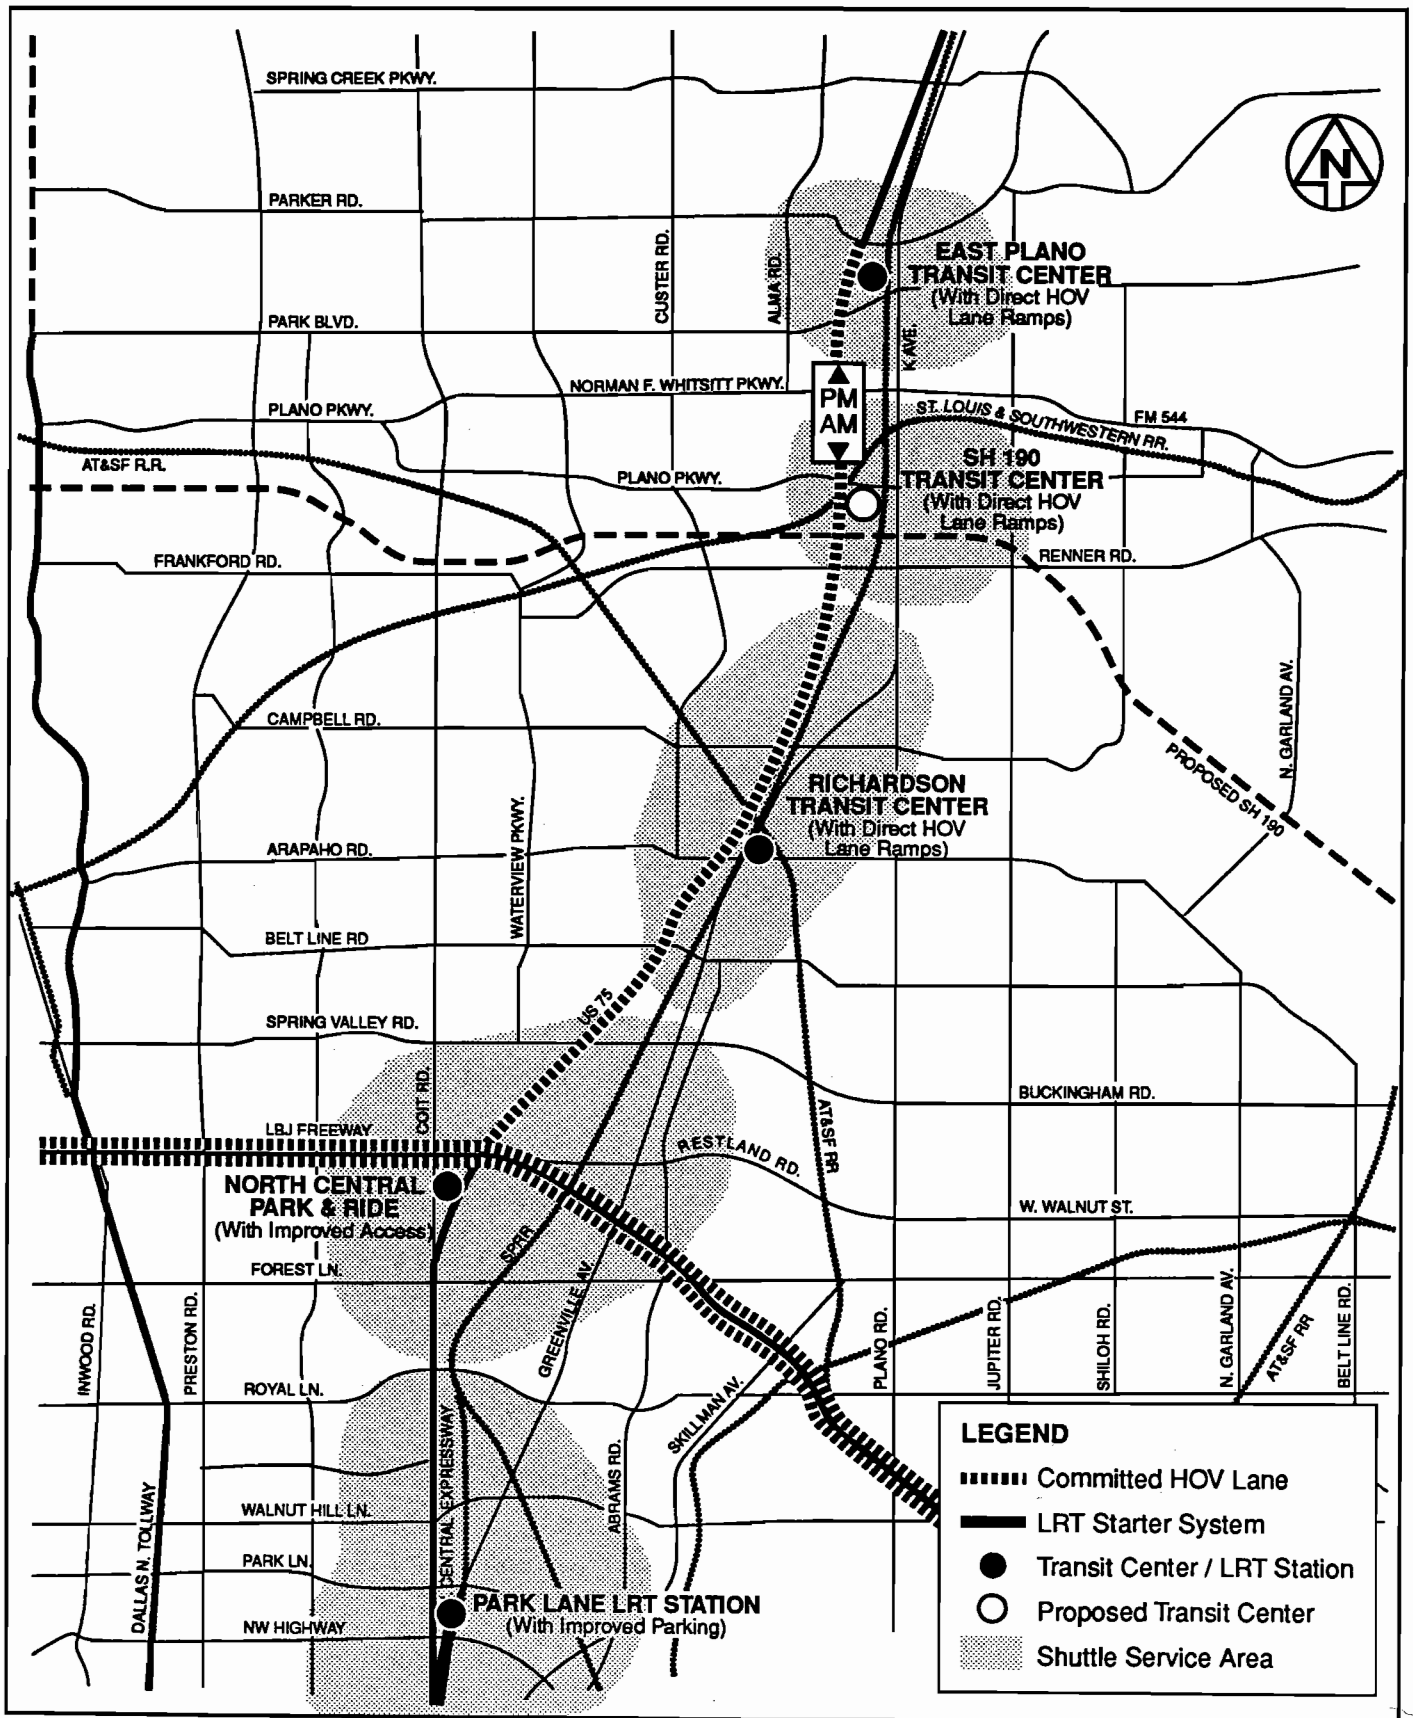 SPRING CREEK PKWY.
N
PARKER RD.
CUSTER RD.
ALMA RD.
EAST PLANO
TRANSIT CENTER
(With Direct HOV
Lane Ramps)
PARK BLVD.
K AVE.
NORMAN F. WHITSITT PKWY.
PM
AM
PLANO PKWY.
ST. LOUIS & SOUTHWESTERN RR.
FM 544
AT&SF R.R.
PLANO PKWY.
SH 190
TRANSIT CENTER
(With Direct HOV
Lane Ramps)
FRANKFORD RD.
RENNER RD.
N. GARLAND AV.
CAMPBELL RD.
PROPOSED SH 190
RICHARDSON
TRANSIT CENTER
(With Direct HOV
Lane Ramps)
WATERVIEW PKWY.
ARAPAHO RD.
BELT LINE RD
US 75
SPRING VALLEY RD.
COIT RD.
BUCKINGHAM RD.
LBJ FREEWAY
RESTLAND RD.
AT&SF RR
NORTH CENTRAL
PARK & RIDE
(With Improved Access)
W. WALNUT ST.
SPRR
FOREST LN.
GREENVILLE AV.
INWOOD RD.
PRESTON RD.
PLANO RD.
JUPITER RD.
SHILOH RD.
N. GARLAND AV.
AT&SF RR
BELT LINE RD.
ROYAL LN.
SKILLMAN AV.
CENTRAL EXPRESSWAY
ABRAMS RD.
DALLAS N. TOLLWAY
WALNUT HILL LN.
PARK LN.
PARK LANE LRT STATION
(With Improved Parking)
NW HIGHWAY
LEGEND
Committed HOV Lane
LRT Starter System
Transit Center / LRT Station
Proposed Transit Center
Shuttle Service Area